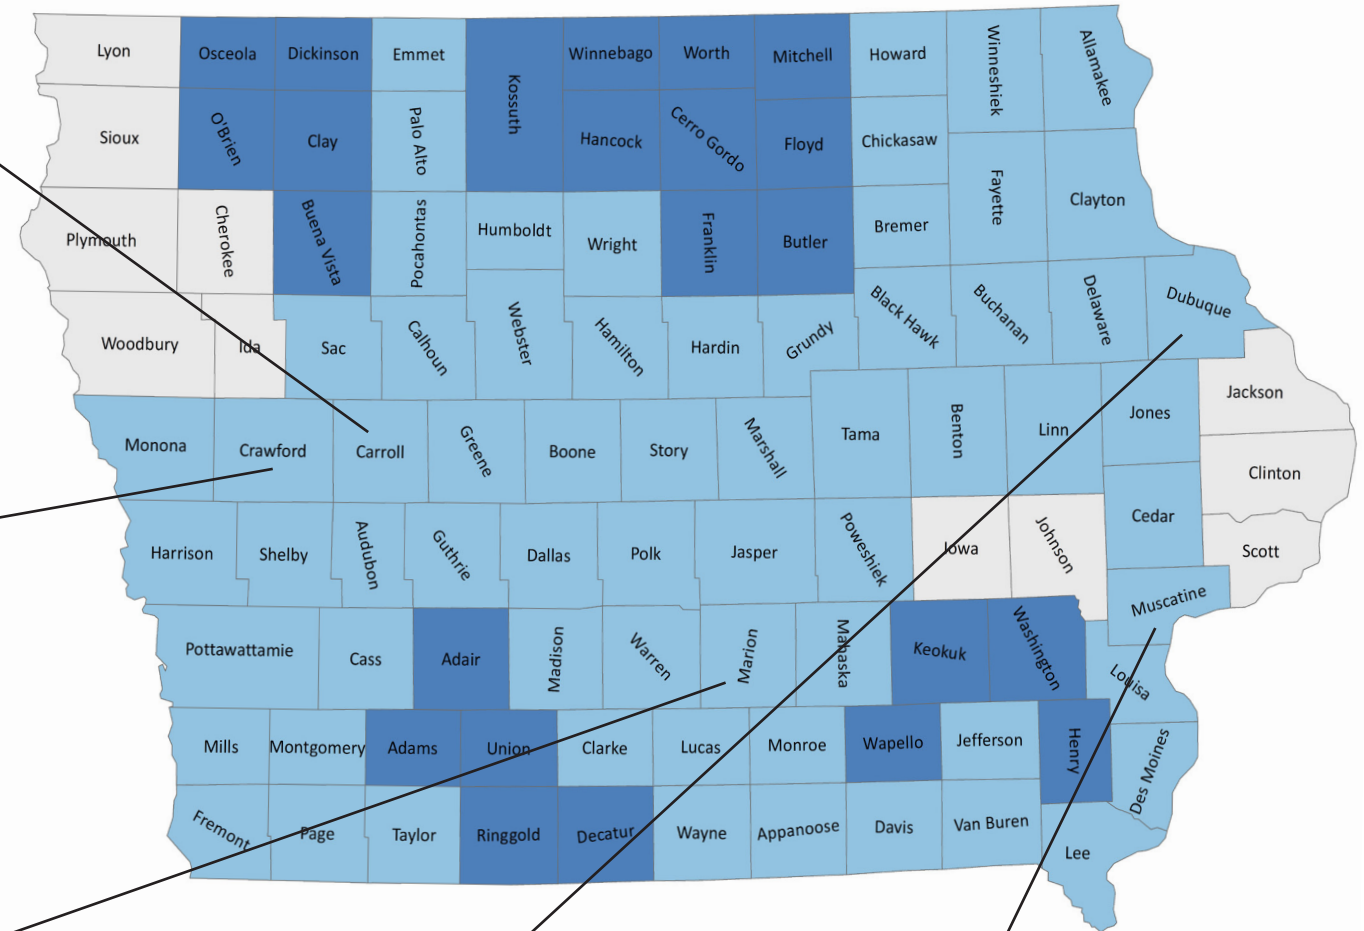 Lyon
Osceola
Dickinson
Emmet
Kossuth
Winnebago
Worth
Mitchell
Howard
Winneshiek
Allamakee
Sioux
O'Brien
Clay
Palo Alto
Hancock
Cerro Gordo
Floyd
Chickasaw
Plymouth
Cherokee
Buena Vista
Pocahontas
Humboldt
Wright
Franklin
Butler
Bremer
Fayette
Clayton
Woodbury
Ida
Sac
Calhoun
Webster
Hamilton
Hardin
Grundy
Black Hawk
Buchanan
Delaware
Dubuque
Jackson
Monona
Crawford
Carroll
Greene
Boone
Story
Marshall
Tama
Benton
Linn
Jones
Clinton
Harrison
Shelby
Audubon
Guthrie
Dallas
Polk
Jasper
Poweshiek
Iowa
Johnson
Cedar
Scott
Muscatine
Pottawattamie
Cass
Adair
Madison
Warren
Marion
Mahaska
Keokuk
Washington
Louisa
Mills
Montgomery
Adams
Union
Clarke
Lucas
Monroe
Wapello
Jefferson
Henry
Des Moines
Fremont
Page
Taylor
Ringgold
Decatur
Wayne
Appanoose
Davis
Van Buren
Lee